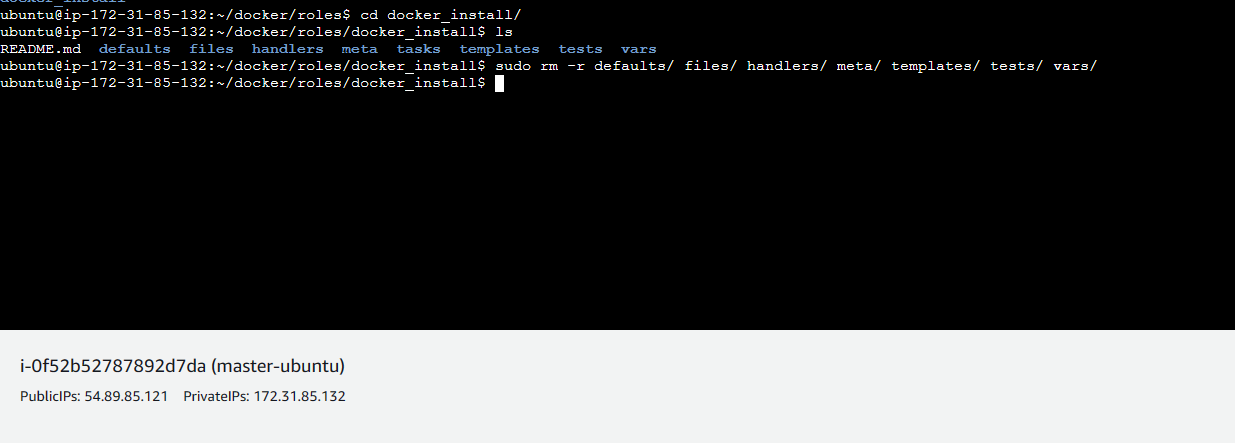 docker_install
ubuntu@ip-172-31-85-132:~/docker/roles$ cd docker_install/
ubuntu@ip-172-31-85-132:~/docker/roles/docker_install$ ls
README.md  defaults  files  handlers  meta  tasks  templates  tests  vars
ubuntu@ip-172-31-85-132:~/docker/roles/docker_install$ sudo rm -r defaults/ files/ handlers/ meta/ templates/ tests/ vars/
ubuntu@ip-172-31-85-132:~/docker/roles/docker_install$
i-0f52b52787892d7da (master-ubuntu)
PublicIPs: 54.89.85.121    PrivateIPs: 172.31.85.132